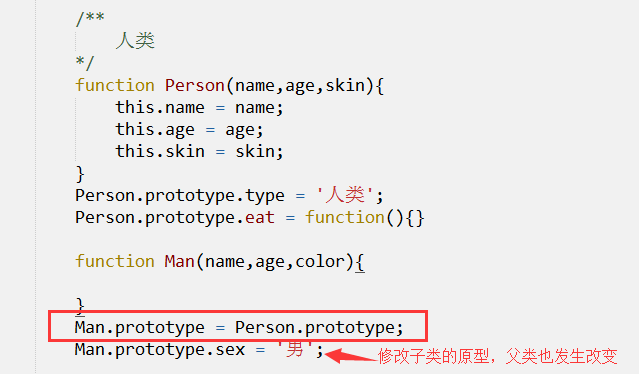 /**
人类
*/
function Person(name,age,skin){
this.name = name;
this.age = age;
this.skin = skin;
}
Person.prototype.type = '人类';
Person.prototype.eat = function(){}
function Man(name,age,color){
}
Man.prototype = Person.prototype;
Man.prototype.sex = '男'; 修改子类的原型，父类也发生改变